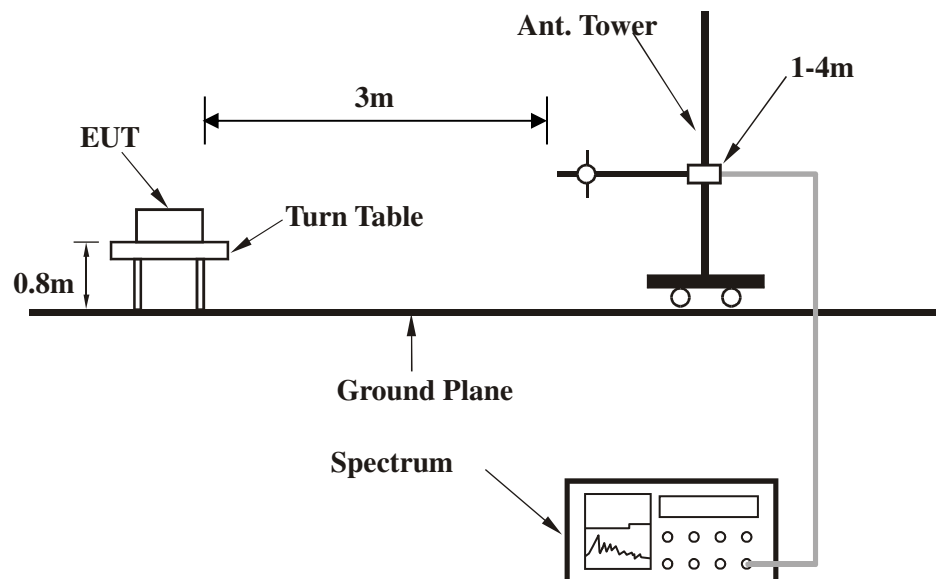 Ant. Tower
1-4m
3m
EUT
Turn Table
0.8m
Ground Plane
Spectrum